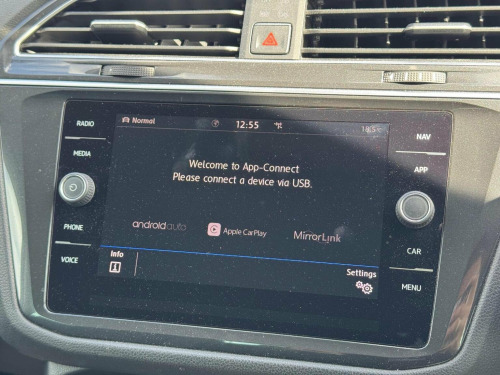 Normal
12:55
RADIO
MEDIA
PHONE
VOICE
Welcome to App-Connect
Please connect a device via USB.
androidauto
Apple CarPlay
MirrorLink
Info
Settings
NAV
APP
CAR
MENU